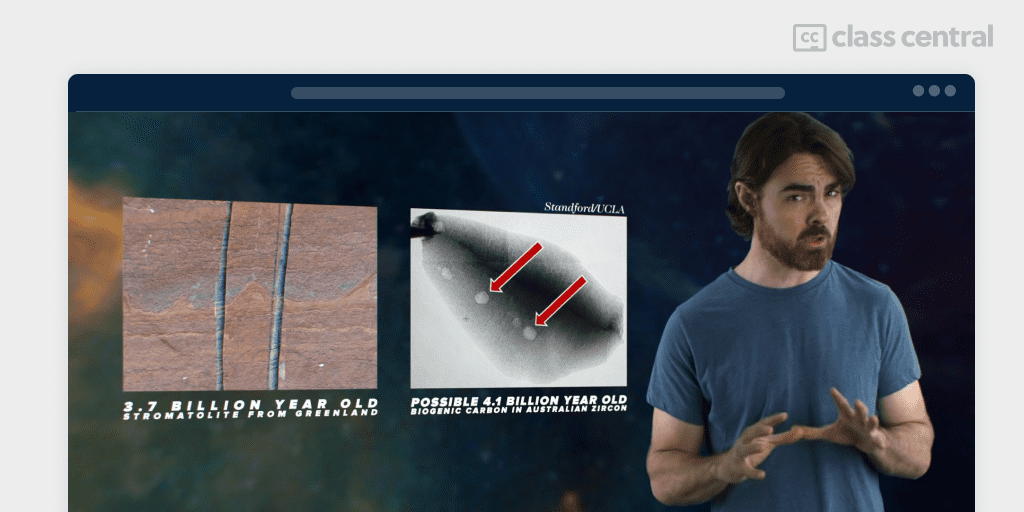 cc class central
Standford/UCLA
3.7 BILLION YEAR OLD
STROMATOLITE FROM GREENLAND
POSSIBLE 4.1 BILLION YEAR OLD
BIOGENIC CARBON IN AUSTRALIAN ZIRCON